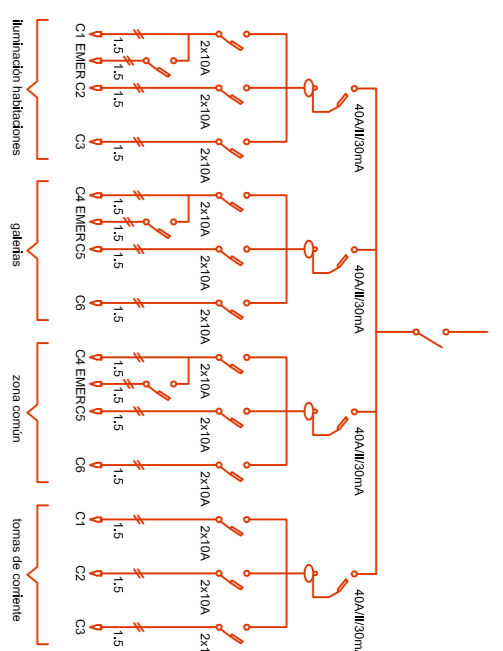 iluminación habitaciones
C1
EMER
C2
C3
1.5
1.5
1.5
1.5
2x10A
2x10A
2x10A
40A/II/30mA
galerias
C4
EMER
C5
C6
1.5
1.5
1.5
1.5
2x10A
2x10A
2x10A
40A/II/30mA
zona común
C4
EMER
C5
C6
1.5
1.5
1.5
1.5
2x10A
2x10A
2x10A
40A/II/30mA
tomas de corriente
C1
C2
C3
1.5
1.5
1.5
2x10A
2x10A
2x1
40A/II/30m